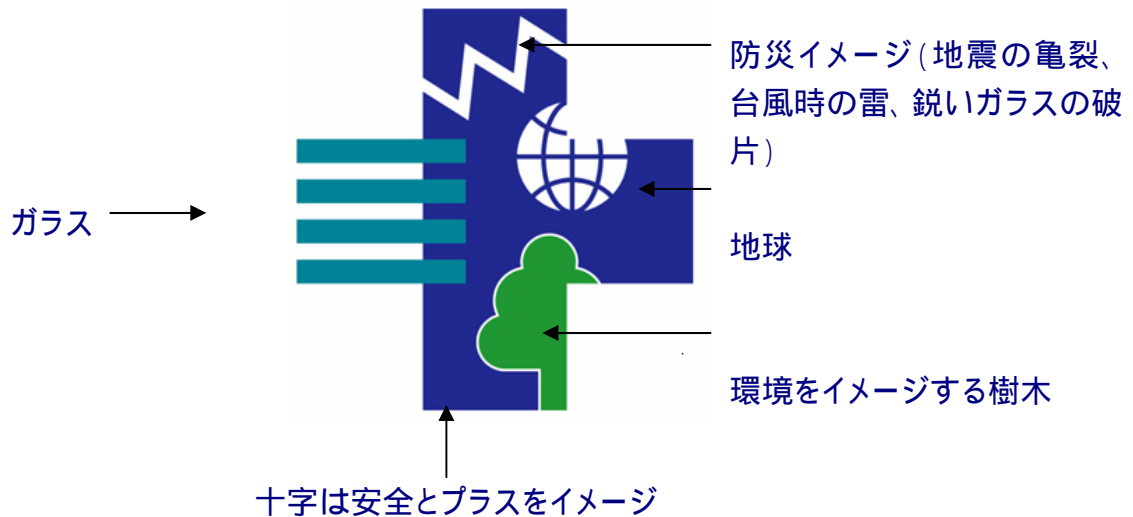 防災イメージ(地震の亀裂、
台風時の雷、鋭いガラスの破
片)
ガラス
地球
環境をイメージする樹木
十字は安全とプラスをイメージ